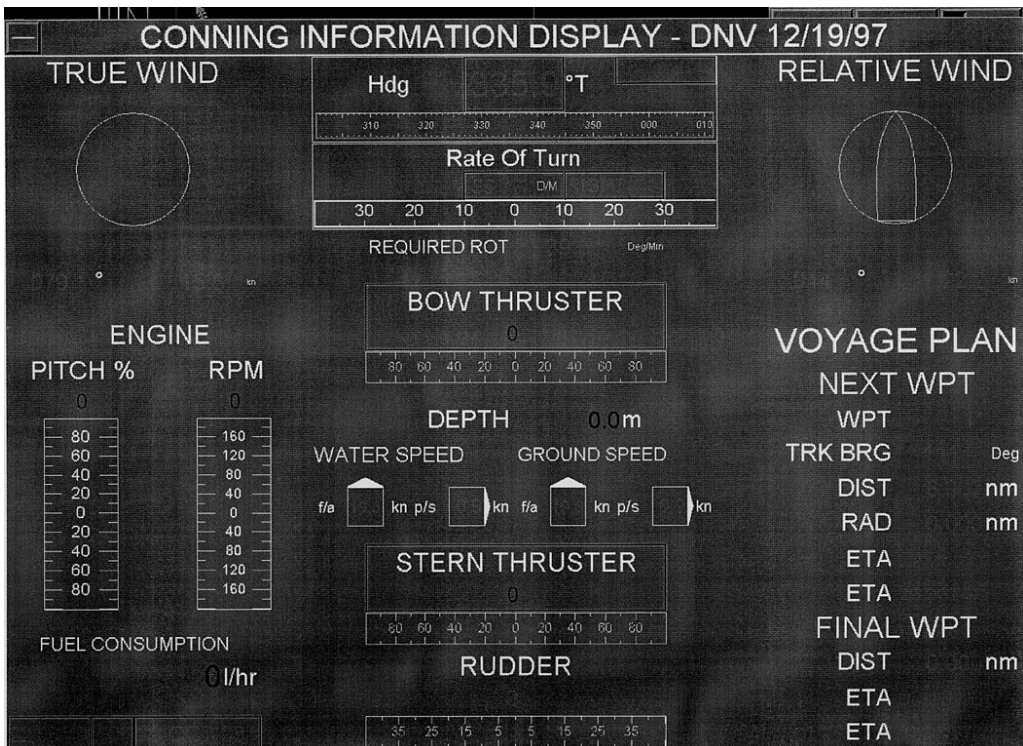 CONNING INFORMATION DISPLAY - DNV 12/19/97
TRUE WIND
°
kn
Hdg °T
310 320 330 340 350 000 010
Rate Of Turn
D/M
30 20 10 0 10 20 30
REQUIRED ROT Deg/Min
RELATIVE WIND
°
kn
ENGINE
PITCH % RPM
0 0
80 160
60 120
40 80
20 40
0 0
20 40
40 80
60 120
80 160
FUEL CONSUMPTION
0 l/hr
BOW THRUSTER
0
80 60 40 20 0 20 40 60 80
DEPTH 0.0 m
WATER SPEED GROUND SPEED
f/a kn p/s kn f/a kn p/s kn
STERN THRUSTER
0
80 60 40 20 0 20 40 60 80
RUDDER
35 25 15 5 5 15 25 35
VOYAGE PLAN
NEXT WPT
WPT
TRK BRG Deg
DIST nm
RAD nm
ETA
ETA
FINAL WPT
DIST nm
ETA
ETA